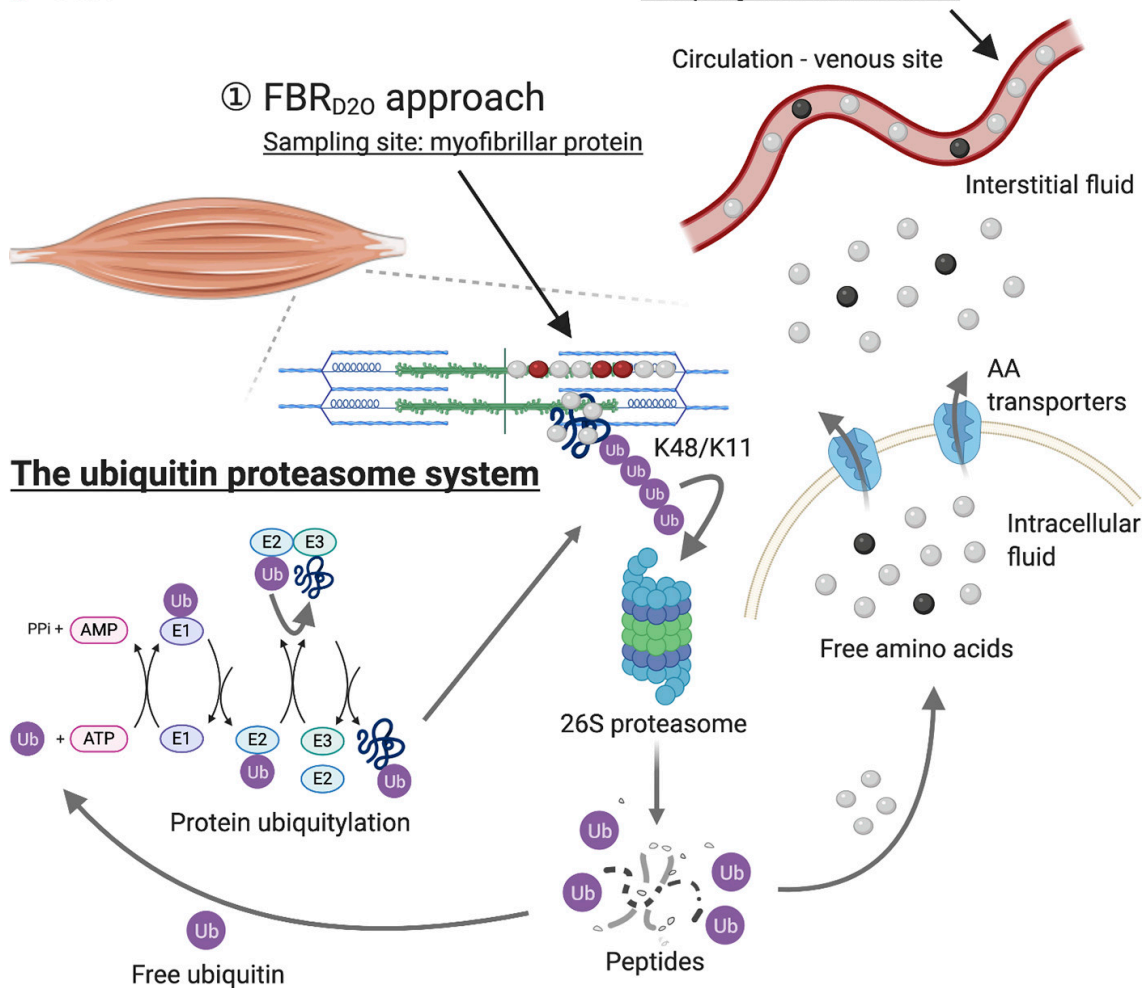 Circulation - venous site
① FBRD2O approach
Sampling site: myofibrillar protein
Interstitial fluid
AA
transporters
K48/K11
Ub
Ub
Ub
Ub
The ubiquitin proteasome system
Intracellular
fluid
E2 E3
Ub
Ub
PPi + AMP
E1
Free amino acids
26S proteasome
Ub + ATP
E1
E2
E3
Ub
E2
Ub
Protein ubiquitylation
Ub
Ub
Ub
Ub
Ub
Peptides
Free ubiquitin